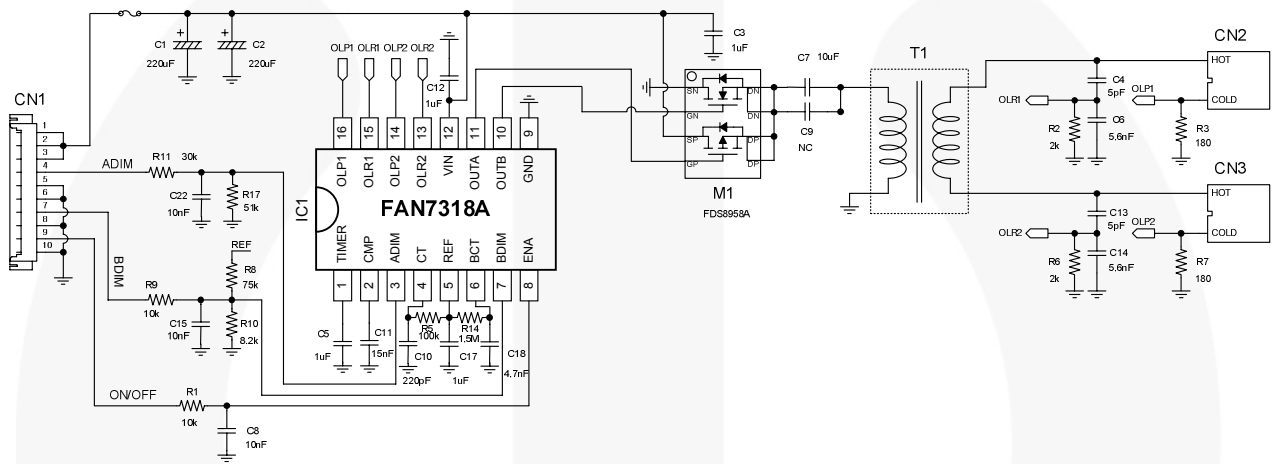 C1
220uF
C2
220uF
OLP1 OLR1 OLP2 OLR2
C12
1uF
C3
1uF
C7 10uF
C9
NC
SN DN
GN DN
SP DP
GP DP
M1
FDS8958A
T1
CN2
HOT
COLD
C4
5pF
OLR1
OLP1
C6
5,6nF
R2
2k
R3
180
CN3
HOT
COLD
C13
5pF
OLR2
OLP2
C14
5,6nF
R6
2k
R7
180
CN1
1
2
3
4
5
6
7
8
9
10
ADIM
R11 30k
C22
10nF
R17
51k
BDIM
REF
R8
75k
R9
10k
C15
10nF
R10
8.2k
ON/OFF
R1
10k
C8
10nF
16 15 14 13 12 11 10 9
OLP1 OLR1 OLP2 OLR2 VIN OUTA OUTB GND
IC1
FAN7318A
TIMER CMP ADIM CT REF BCT BDIM ENA
1 2 3 4 5 6 7 8
C5
1uF
C11
15nF
R5
100k
R14
1,5M
C10
220pF
C17
1uF
C18
4.7nF